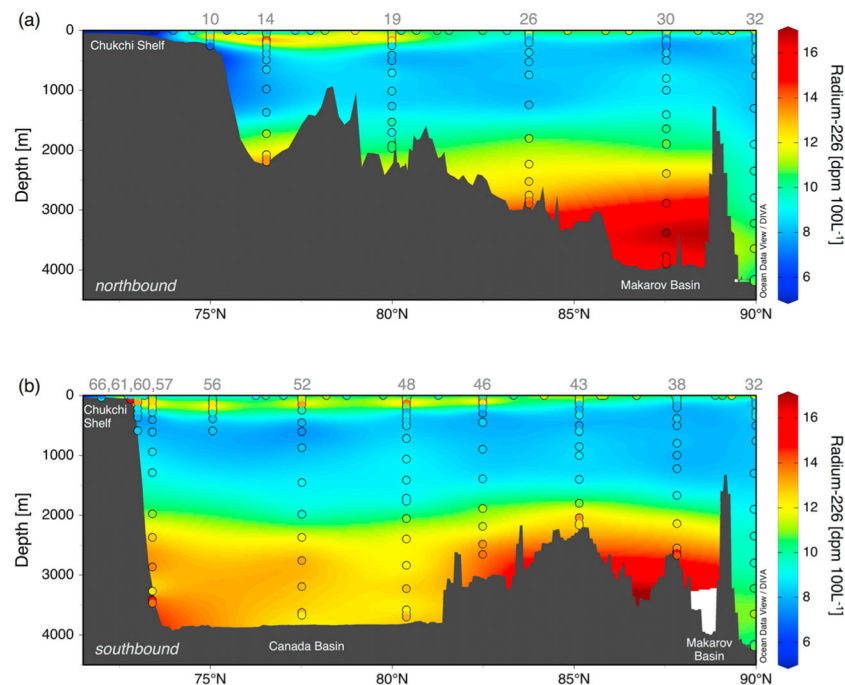 (a)
10 14 19 26 30 32
0
Chukchi Shelf
1000
2000
3000
4000
Depth [m]
northbound
Makarov Basin
Ocean Data View / DIVA
75°N 80°N 85°N 90°N
16
14
12
10
8
6
Radium-226 [dpm 100L⁻¹]
(b)
66,61,60,57 56 52 48 46 43 38 32
0
Chukchi
Shelf
1000
2000
3000
4000
Depth [m]
southbound
Canada Basin
Makarov
Basin
Ocean Data View / DIVA
75°N 80°N 85°N 90°N
16
14
12
10
8
6
Radium-226 [dpm 100L⁻¹]